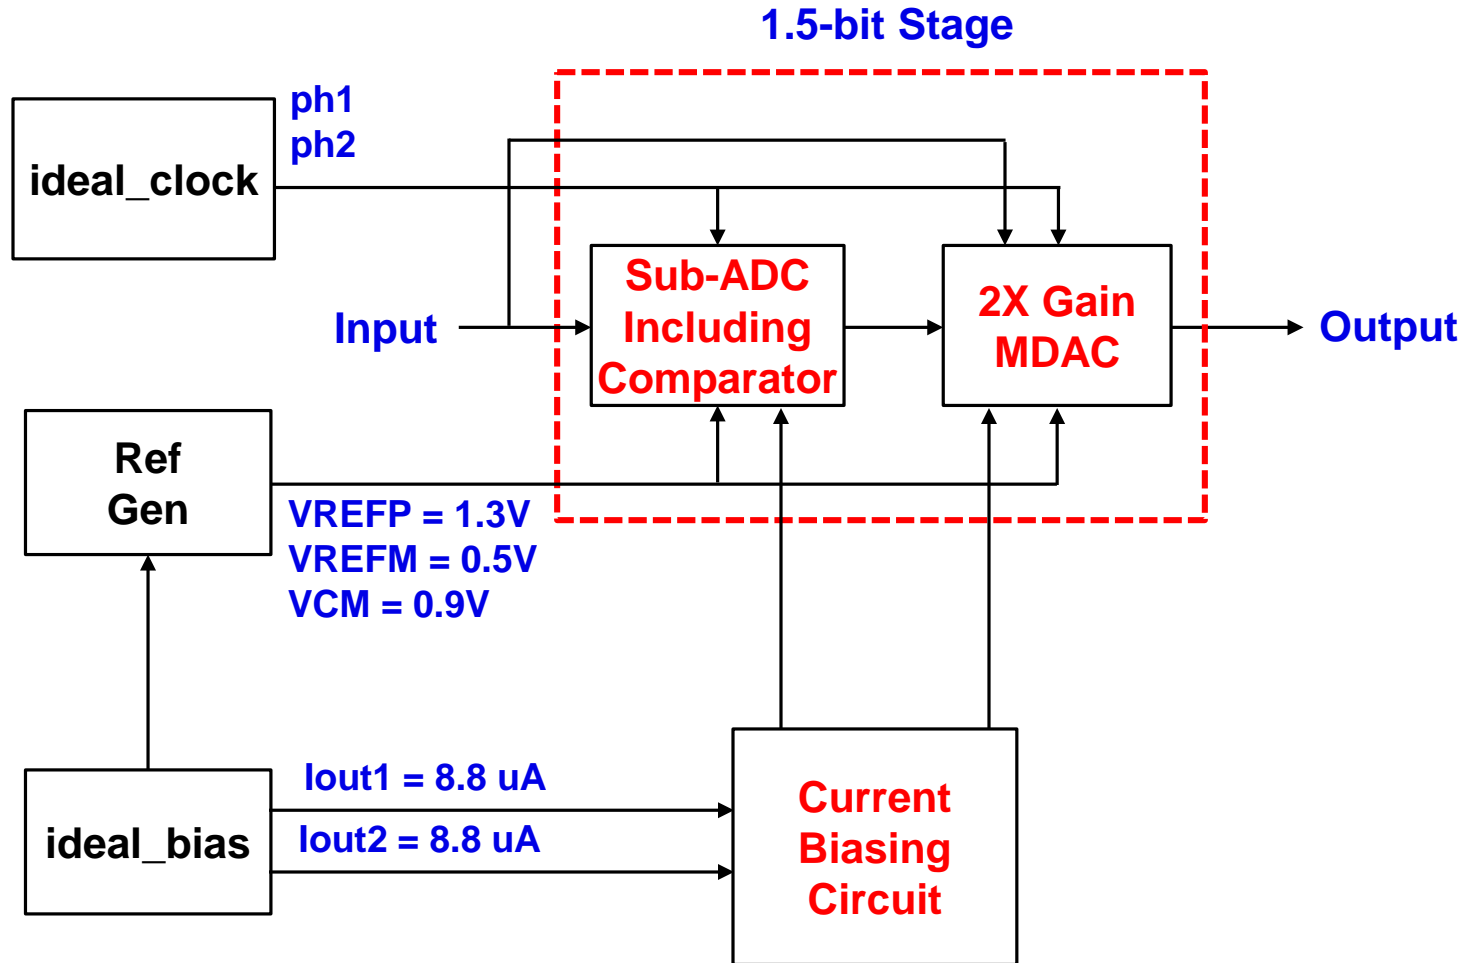 1.5-bit Stage
ph1
ph2
ideal_clock
Sub-ADC
Including
Comparator
2X Gain
MDAC
Input
Output
Ref
Gen
VREFP = 1.3V
VREFM = 0.5V
VCM = 0.9V
Iout1 = 8.8 uA
Iout2 = 8.8 uA
ideal_bias
Current
Biasing
Circuit